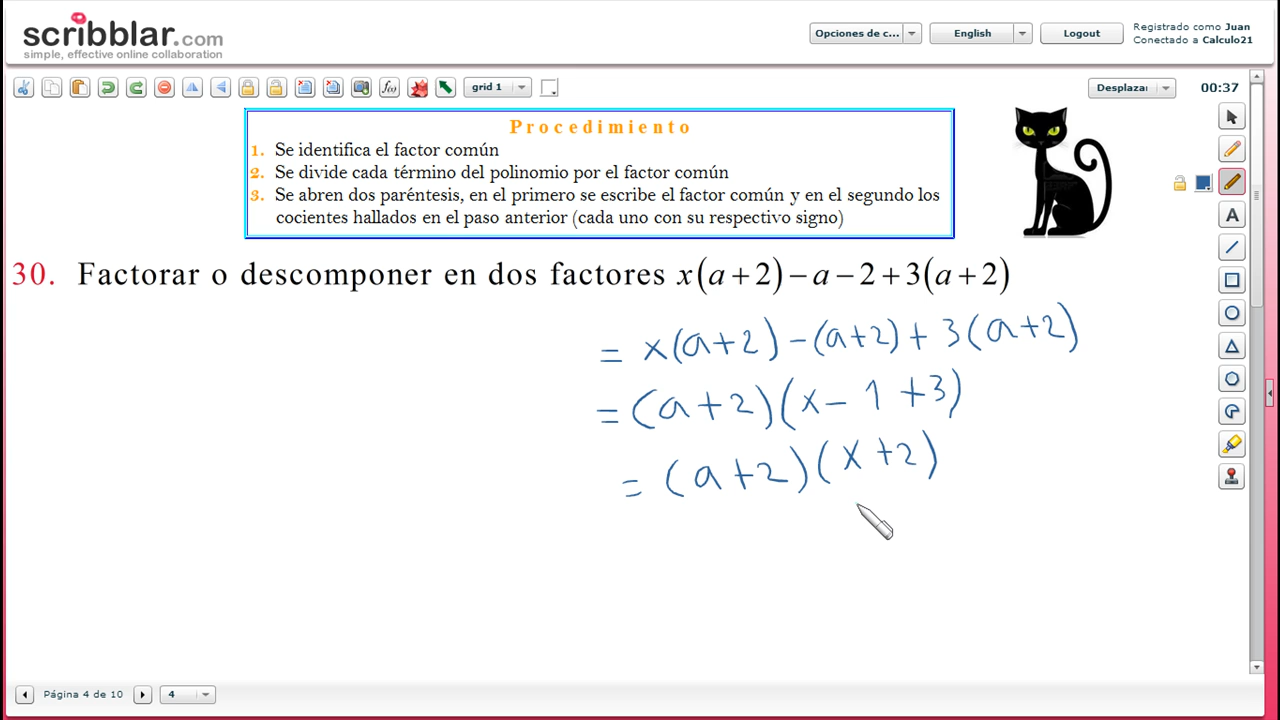 scribblar.com
simple, effective online collaboration
Opciones de c...
English
Logout
Registrado como Juan
Conectado a Calculo21
f(x)
grid 1
Desplazar
00:37
Procedimiento
1. Se identifica el factor común
2. Se divide cada término del polinomio por el factor común
3. Se abren dos paréntesis, en el primero se escribe el factor común y en el segundo los
cocientes hallados en el paso anterior (cada uno con su respectivo signo)
A
30. Factorar o descomponer en dos factores x(a+2)−a−2+3(a+2)
= x(a+2) −(a+2) + 3(a+2)
= (a+2)(x− 1 +3)
= (a+2)(x+2)
Página 4 de 10
4